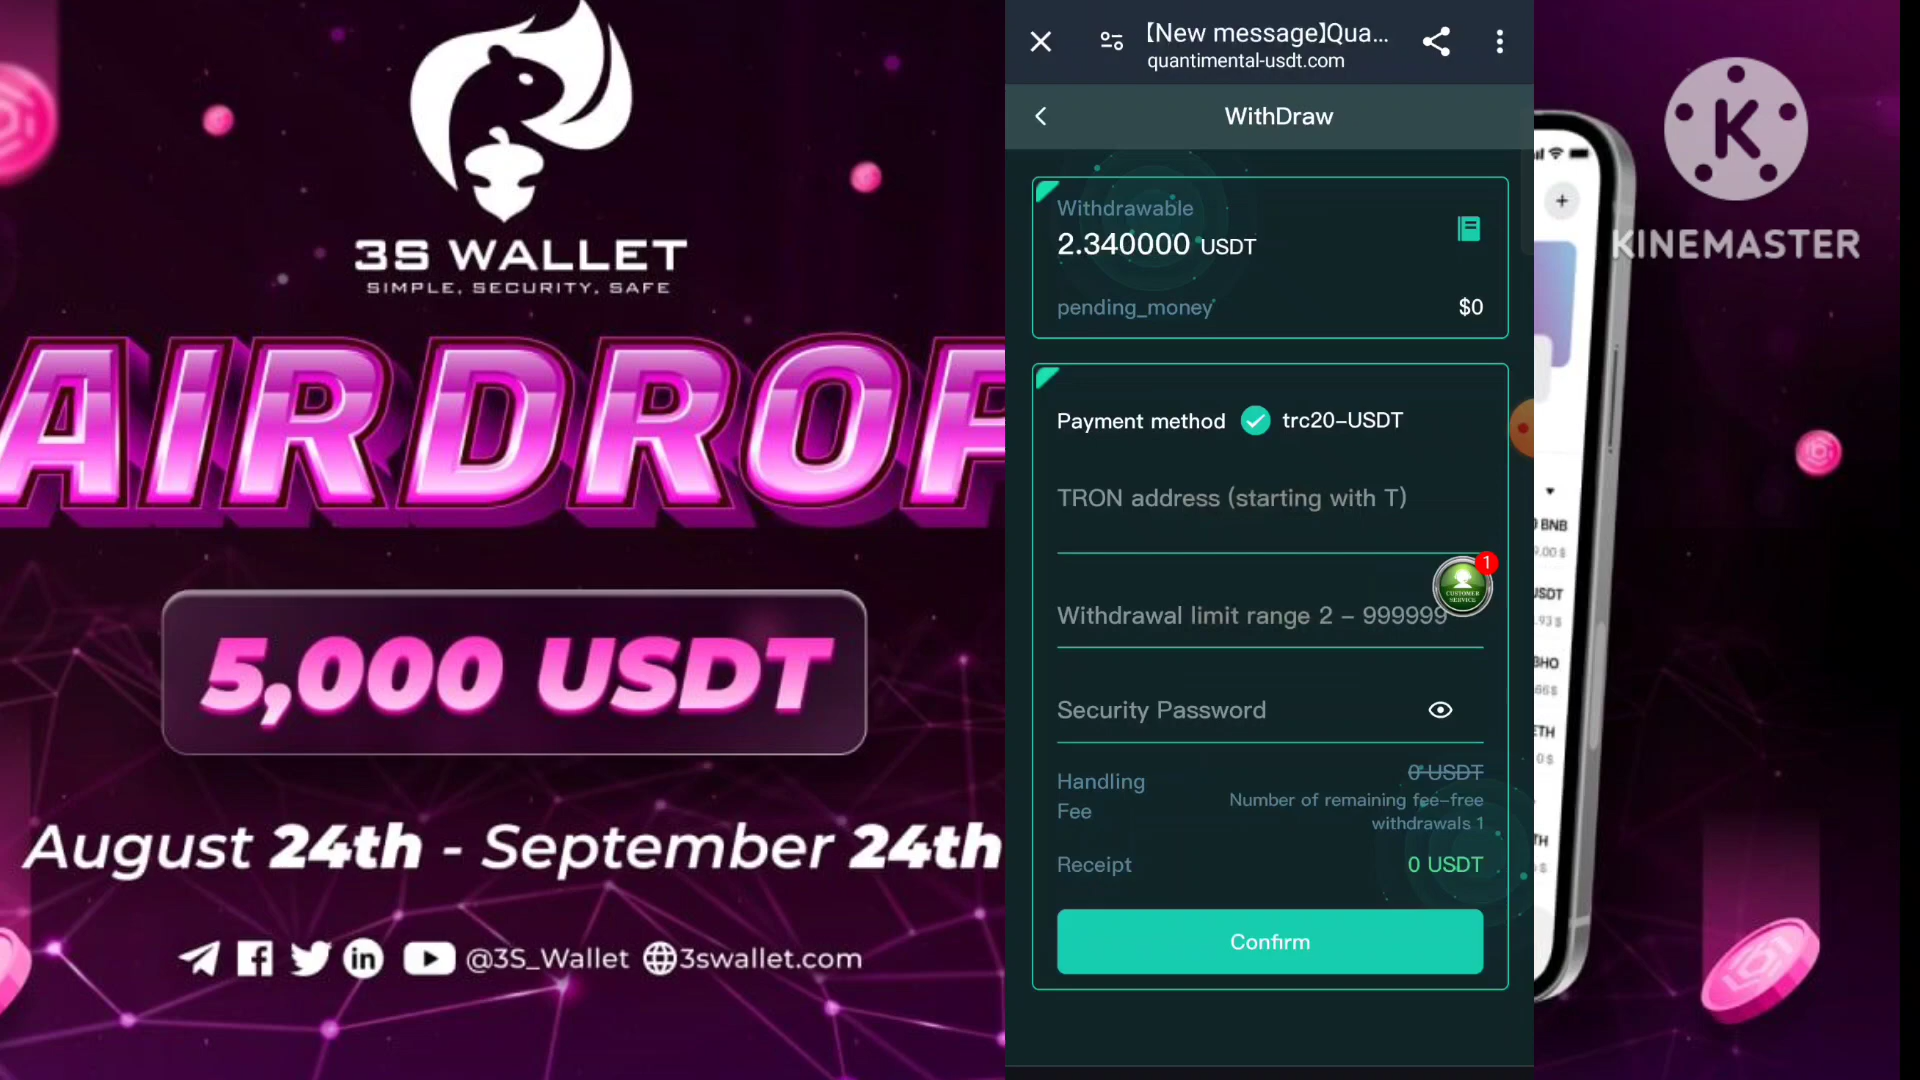 3S WALLET
SIMPLE, SECURITY, SAFE
AIRDROP
5,000 USDT
August 24th - September 24th
@3S_Wallet 3swallet.com
【New message】Qua...
quantimental-usdt.com
WithDraw
Withdrawable
2.340000 USDT
pending_money
$0
Payment method trc20-USDT
TRON address (starting with T)
1
CUSTOMER
SERVICE
Withdrawal limit range 2 - 999999
Security Password
Handling
Fee
0 USDT
Number of remaining fee-free
withdrawals 1
Receipt
0 USDT
Confirm
K
KINEMASTER
BNB